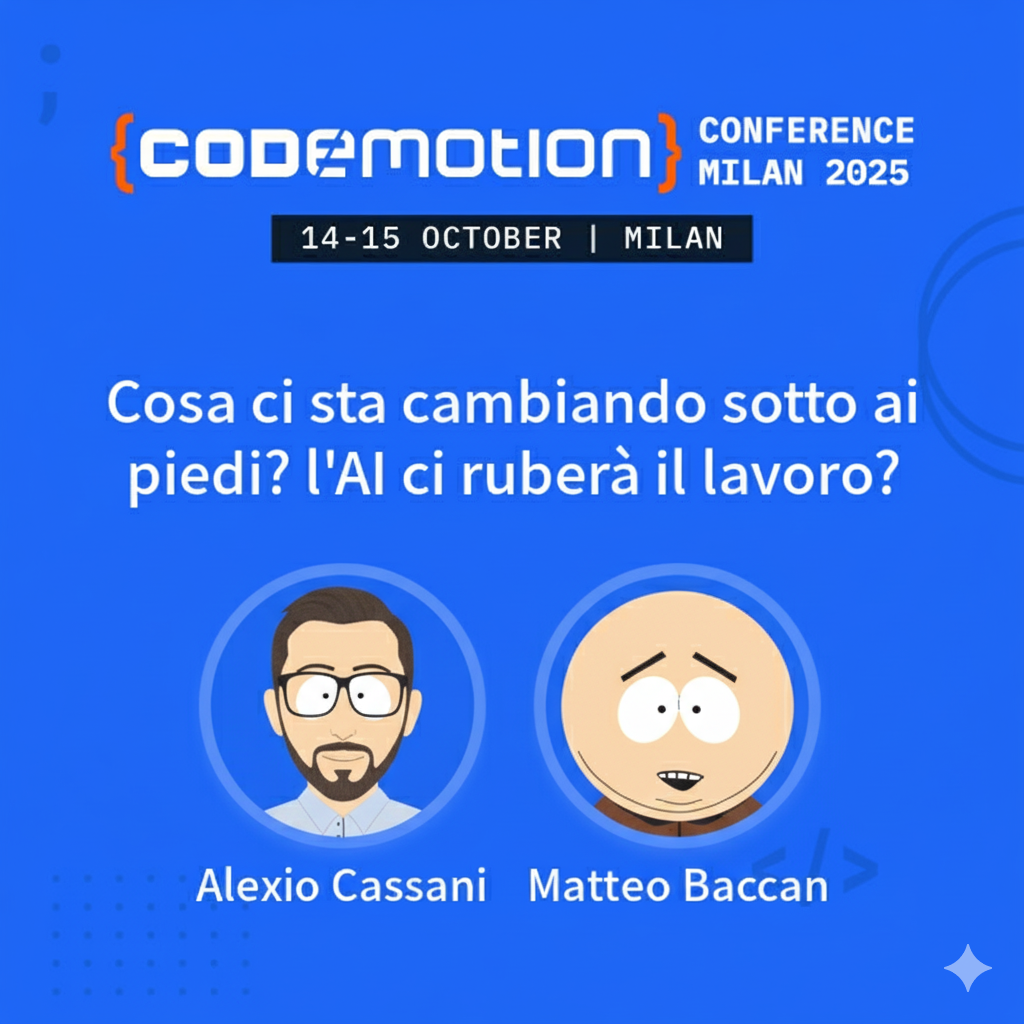 {CODEMOTION}
CONFERENCE
MILAN 2025
14-15 OCTOBER | MILAN
Cosa ci sta cambiando sotto ai
piedi? l'AI ci ruberà il lavoro?
Alexio Cassani
Matteo Baccan